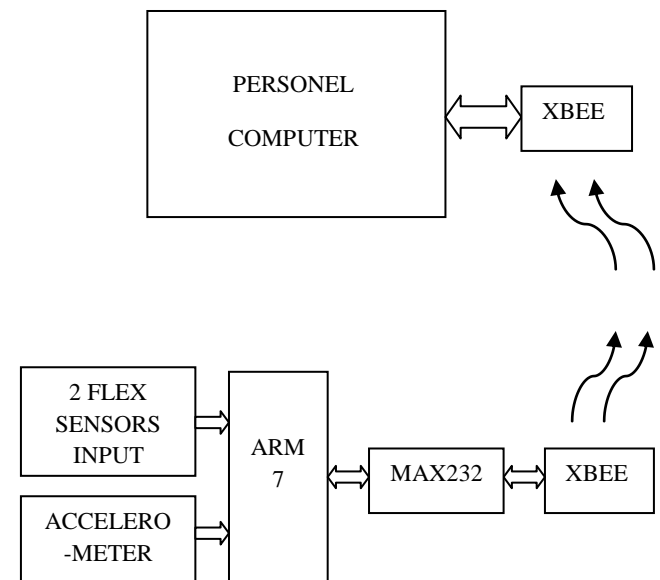 PERSONEL
COMPUTER
XBEE
2 FLEX
SENSORS
INPUT
ARM
7
MAX232
XBEE
ACCELERO
-METER